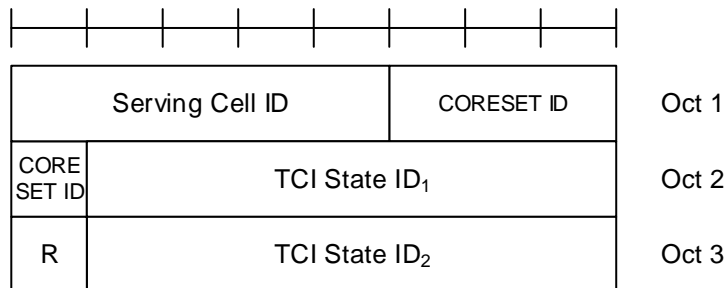 Serving Cell ID CORESET ID Oct 1
CORE
SET ID TCI State ID₁ Oct 2
R TCI State ID₂ Oct 3